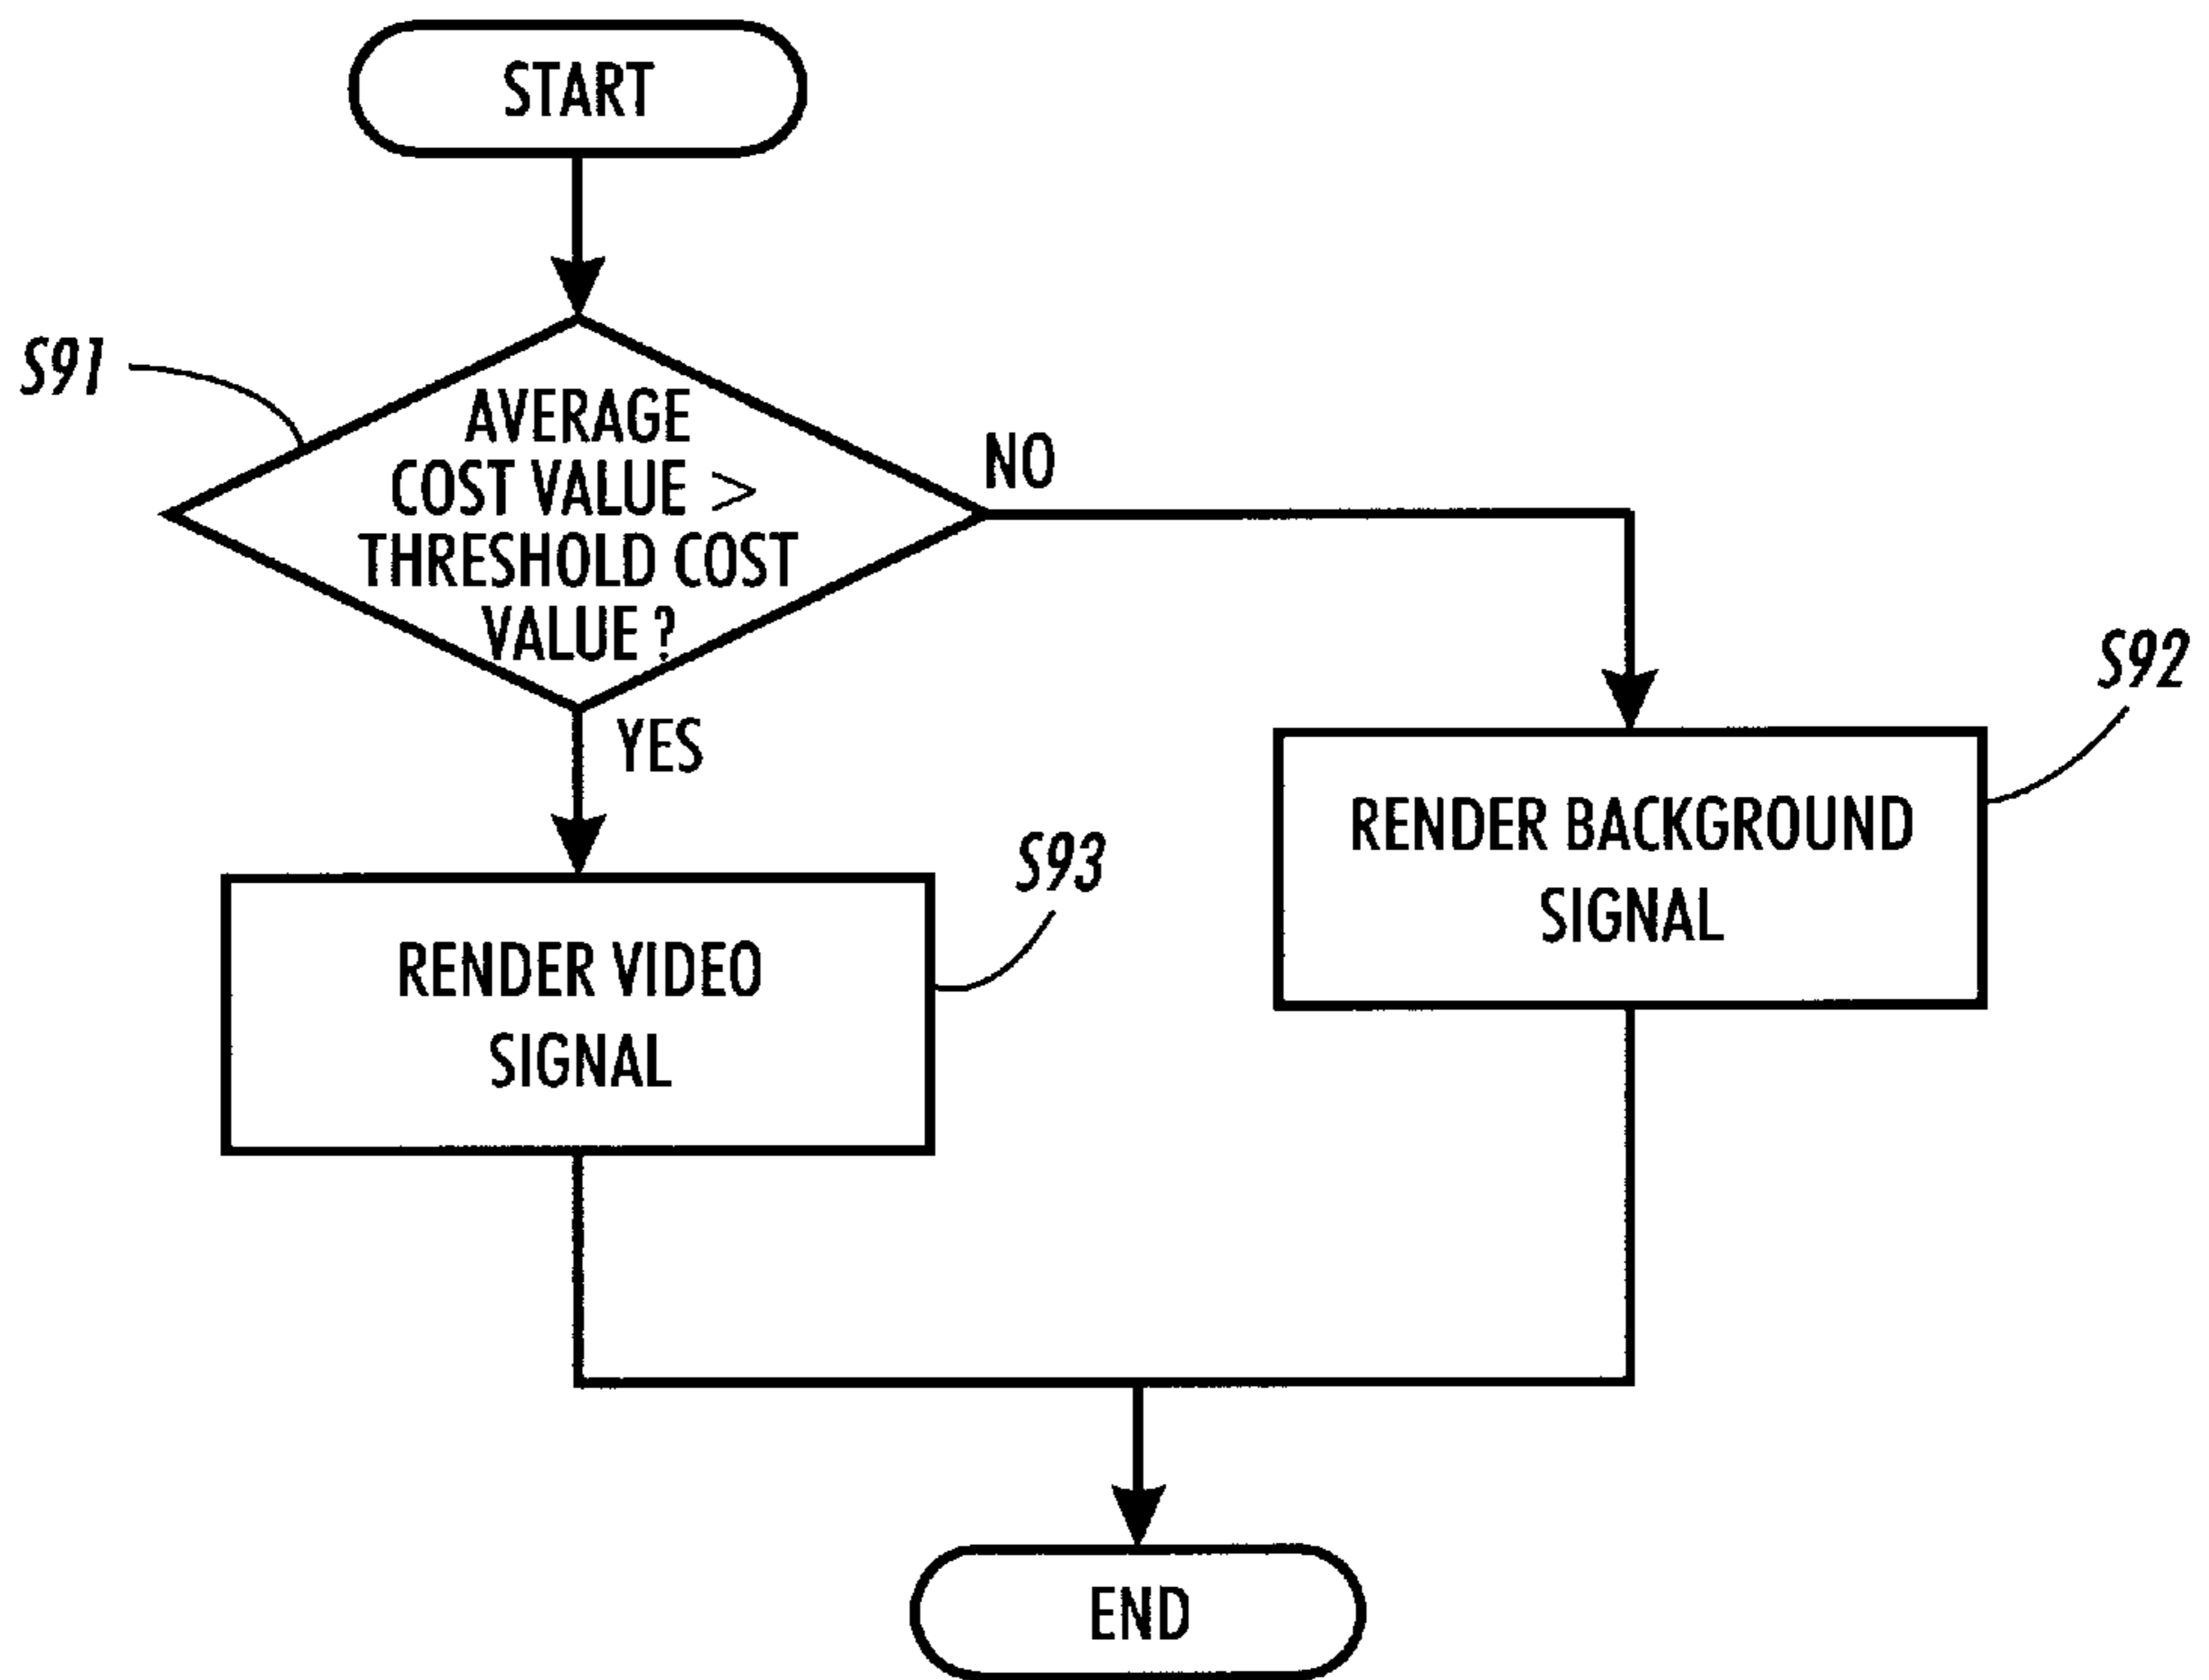 START
S91
AVERAGE
COST VALUE >
THRESHOLD COST
VALUE ?
NO
YES
S92
RENDER BACKGROUND
SIGNAL
S93
RENDER VIDEO
SIGNAL
END